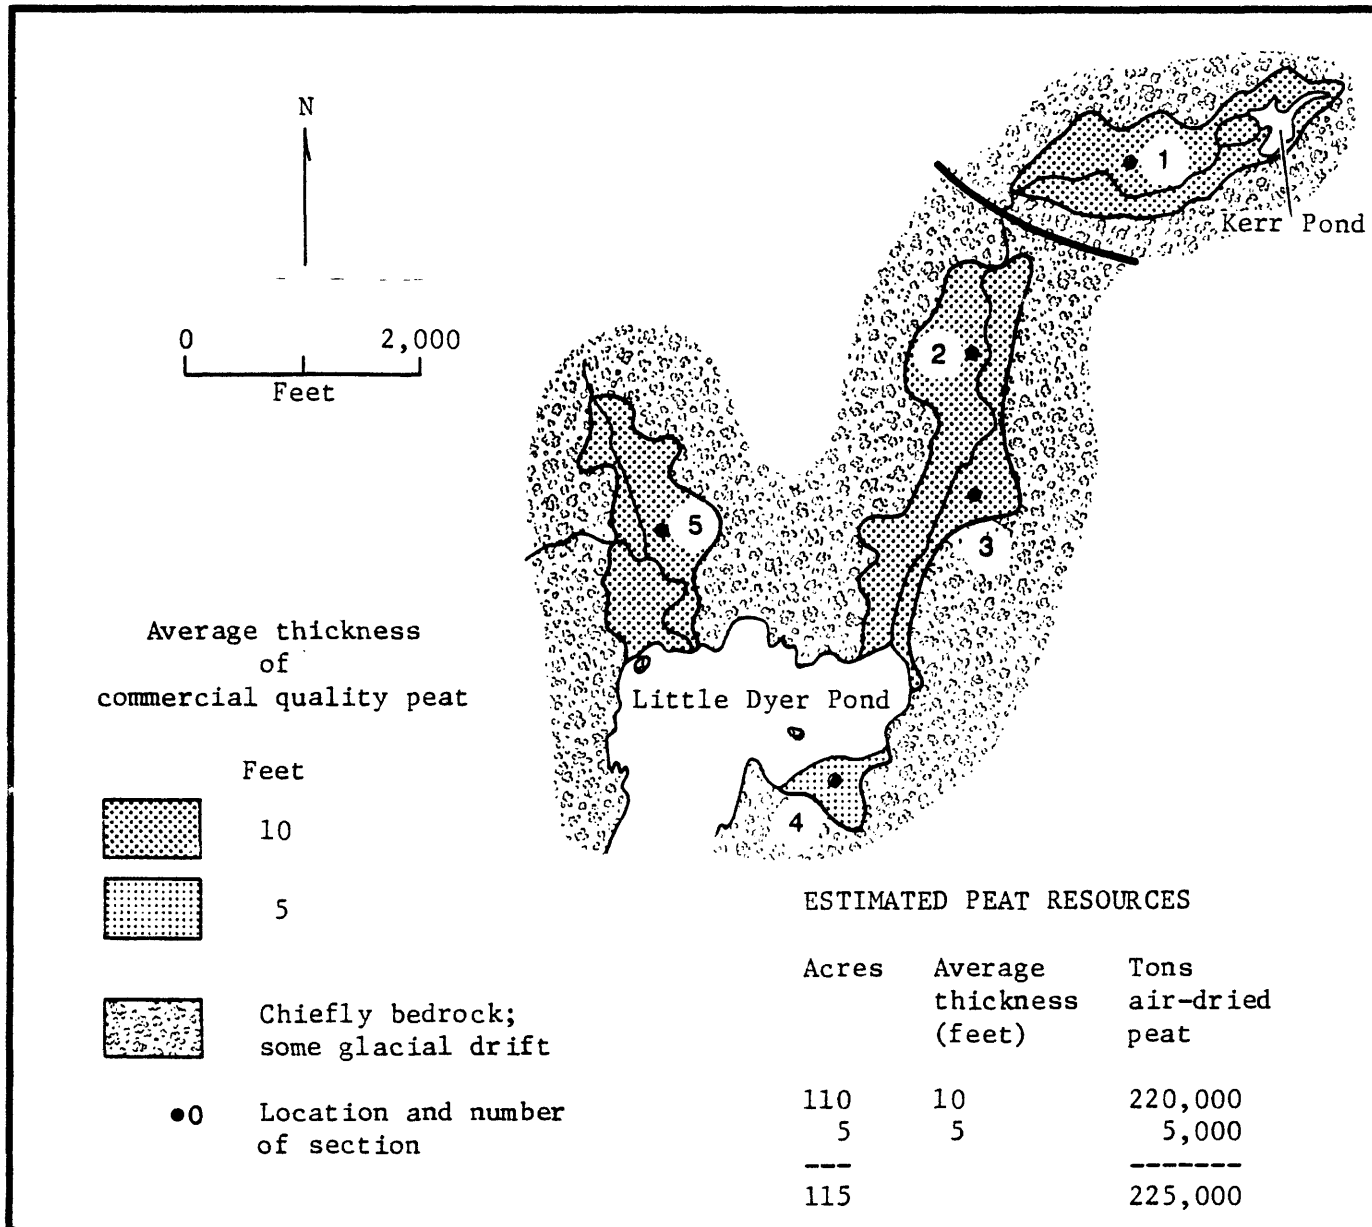 N
0 2,000
Feet
1
Kerr Pond
2
3
5
Little Dyer Pond
4
Average thickness
of
commercial quality peat
Feet
10
5
Chiefly bedrock;
some glacial drift
●0 Location and number
of section
ESTIMATED PEAT RESOURCES
Acres Average Tons
thickness air-dried
(feet) peat
110 10 220,000
5 5 5,000
--- -------
115 225,000